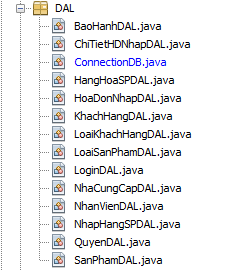 DAL
BaoHanhDAL.java
ChiTietHDNhapDAL.java
ConnectionDB.java
HangHoaSPDAL.java
HoaDonNhapDAL.java
KhachHangDAL.java
LoaiKhachHangDAL.java
LoaiSanPhamDAL.java
LoginDAL.java
NhaCungCapDAL.java
NhanVienDAL.java
NhapHangSPDAL.java
QuyenDAL.java
SanPhamDAL.java